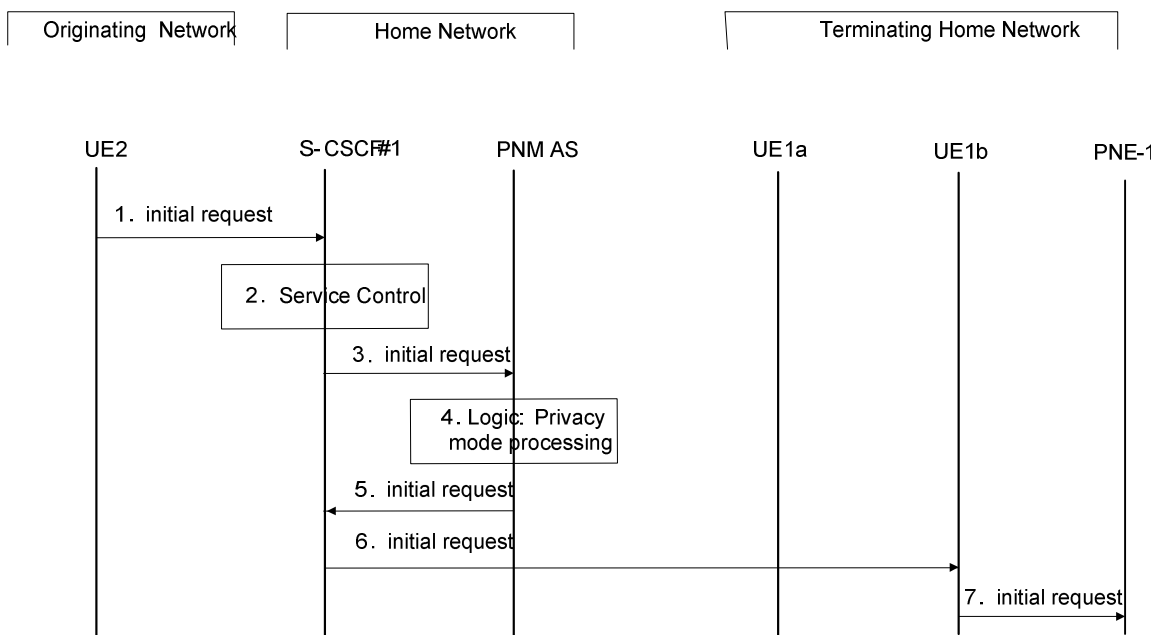 Originating Network
Home Network
Terminating Home Network
UE2
S-CSCF#1
PNM AS
UE1a
UE1b
PNE-1
1. initial request
2. Service Control
3. initial request
4. Logic: Privacy
mode processing
5. initial request
6. initial request
7. initial request